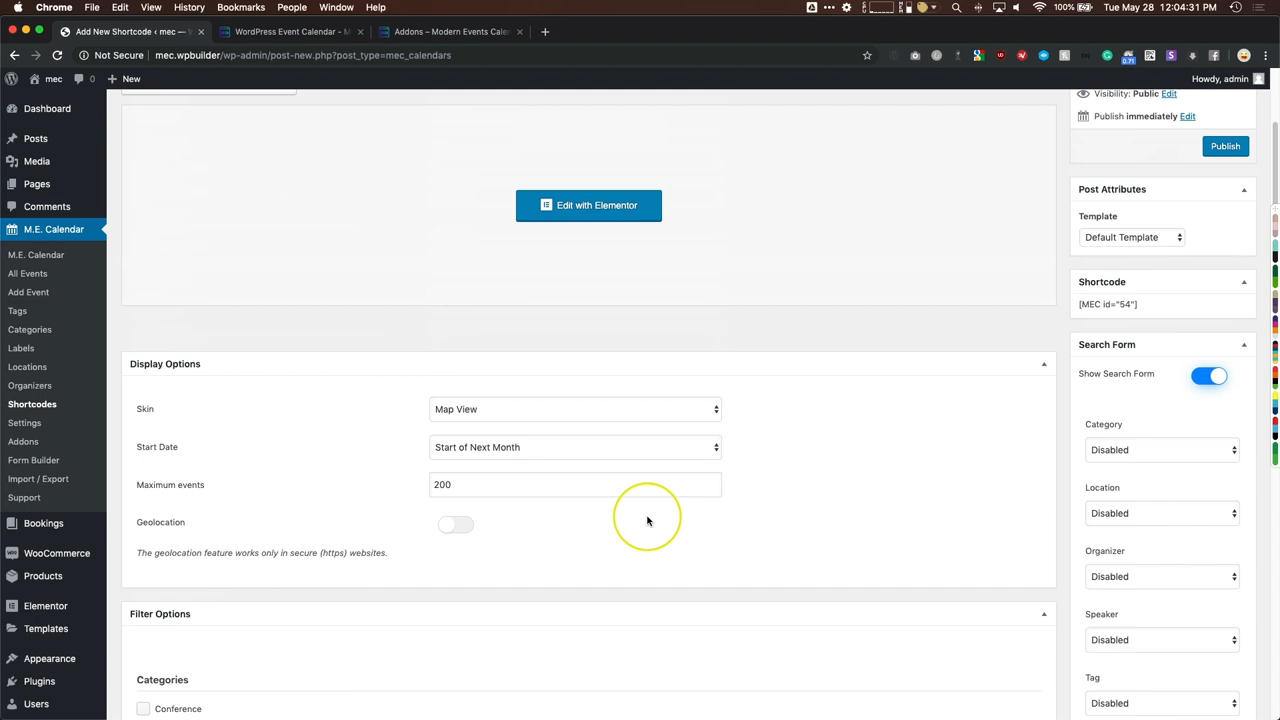 Chrome File Edit View History Bookmarks People Window Help 100% Tue May 28 12:04:31 AM
Add New Shortcode ‹ mec — W WordPress Event Calendar - M Addons – Modern Events Calen
Not Secure mec.wpbuilder/wp-admin/post-new.php?post_type=mec_calendars
0.71
mec 0 New Howdy, admin
Dashboard
Posts
Media
Pages
Comments
M.E. Calendar
M.E. Calendar
All Events
Add Event
Tags
Categories
Labels
Locations
Organizers
Shortcodes
Settings
Addons
Form Builder
Import / Export
Support
Bookings
WooCommerce
Products
Elementor
Templates
Appearance
Plugins
Users
Edit with Elementor
Display Options
Skin Map View
Start Date Start of Next Month
Maximum events 200
Geolocation
The geolocation feature works only in secure (https) websites.
Filter Options
Categories
Conference
Visibility: Public Edit
Publish immediately Edit
Publish
Post Attributes
Template
Default Template
Shortcode
[MEC id="54"]
Search Form
Show Search Form
Category
Disabled
Location
Disabled
Organizer
Disabled
Speaker
Disabled
Tag
Disabled